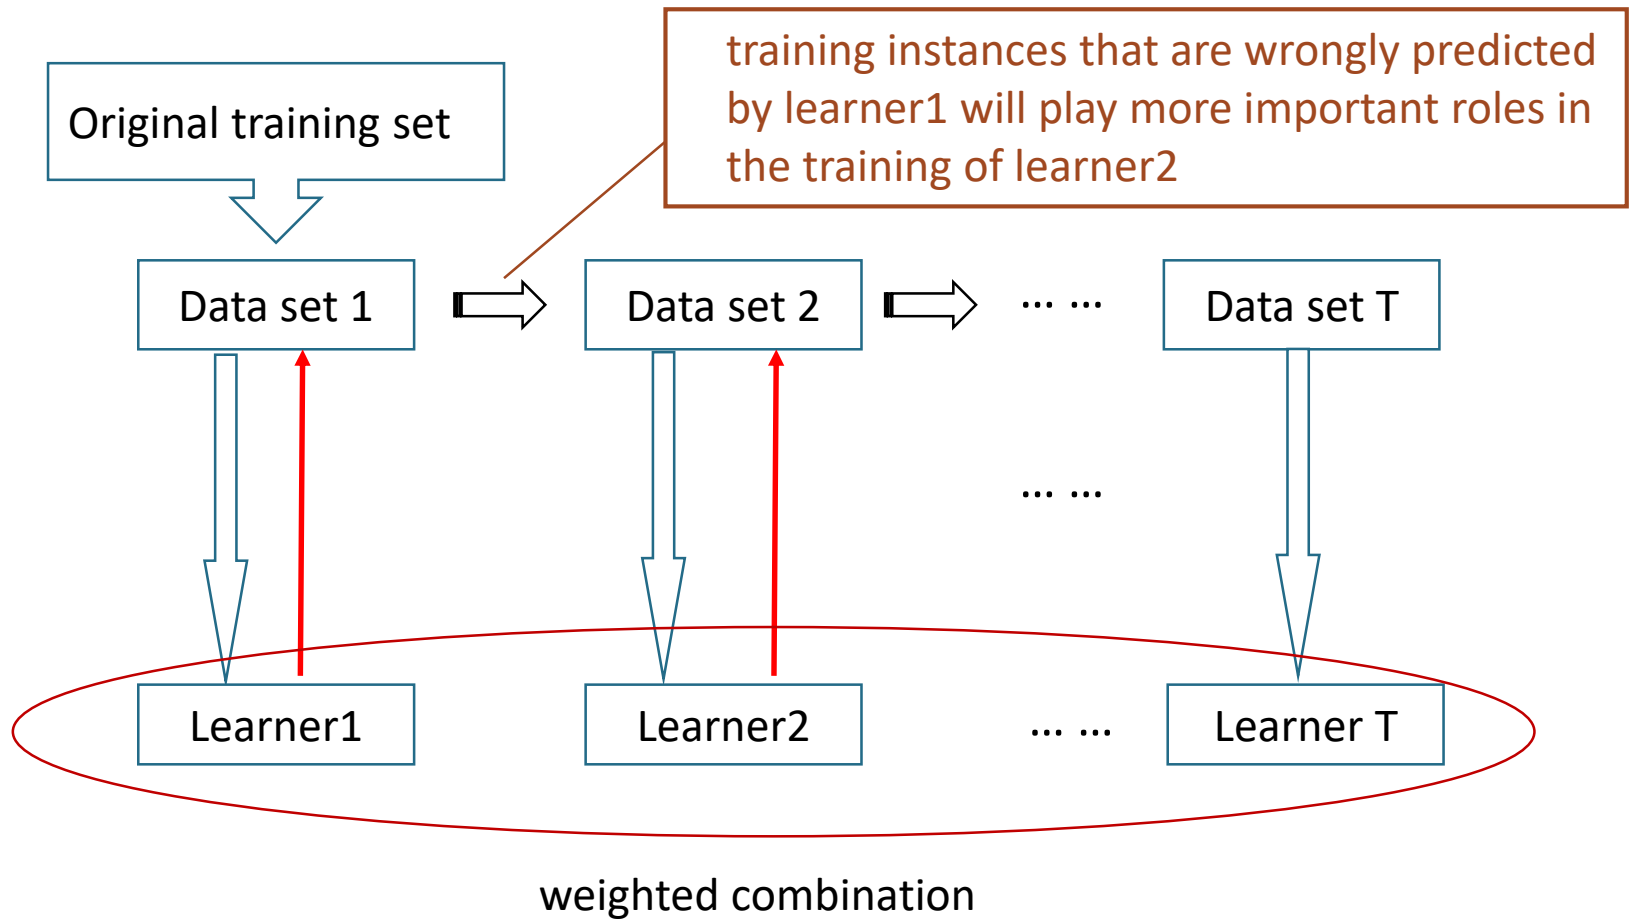 training instances that are wrongly predicted
by learner1 will play more important roles in
the training of learner2
Original training set
Data set 1
Data set 2
... ...
Data set T
... ...
Learner1
Learner2
... ...
Learner T
weighted combination